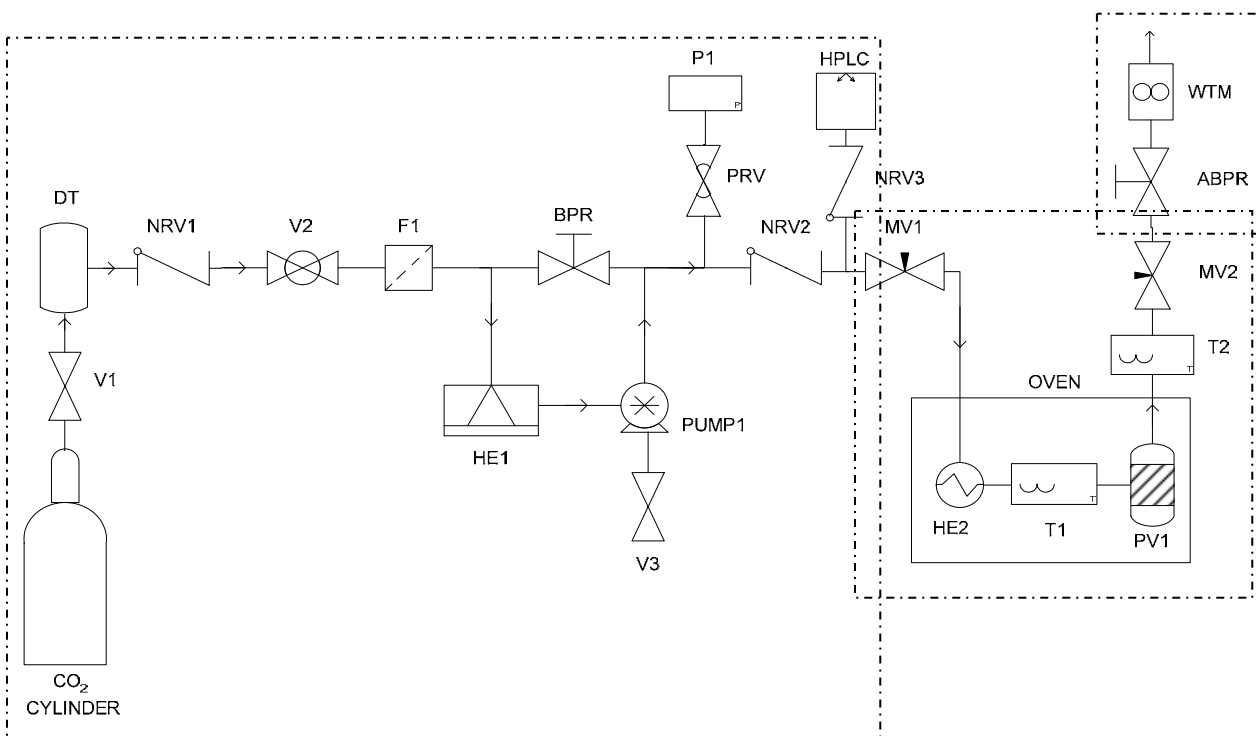 P1
HPLC
WTM
P
DT
PRV
NRV3
ABPR
NRV1
V2
F1
BPR
NRV2
MV1
MV2
V1
T2
T
OVEN
HE1
PUMP1
HE2
T1
T
PV1
V3
CO₂
CYLINDER